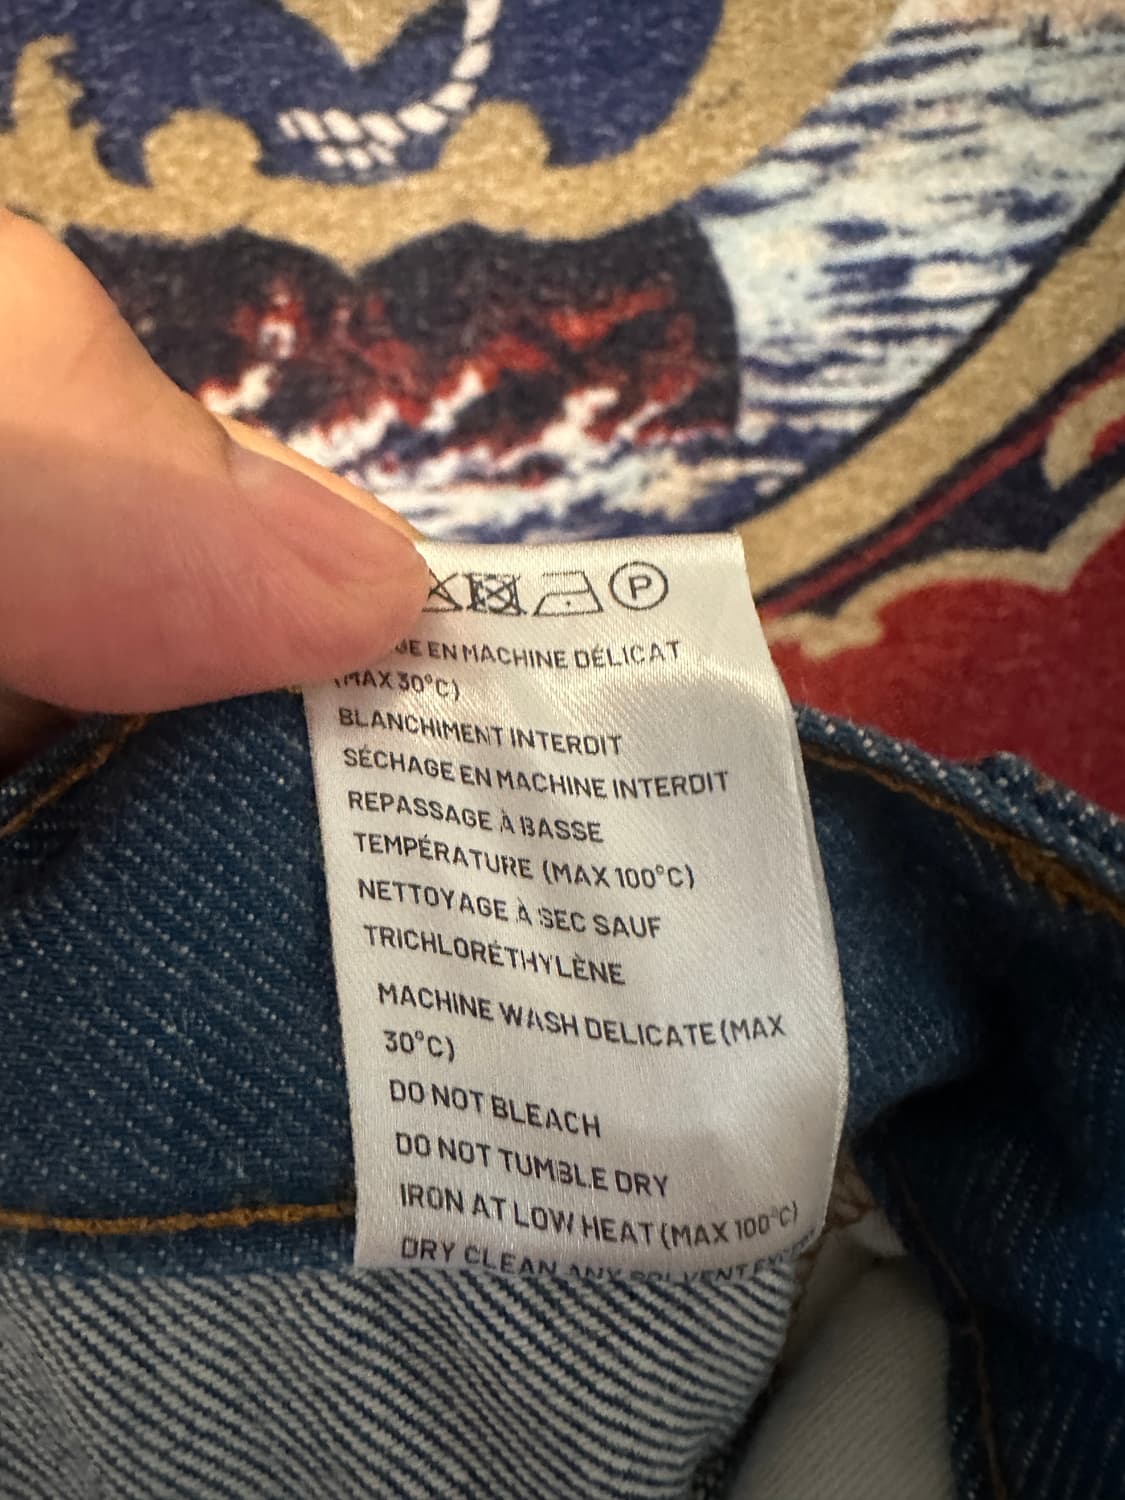 P
EN MACHINE DÉLICAT
(MAX 30°C)
BLANCHIMENT INTERDIT
SÉCHAGE EN MACHINE INTERDIT
REPASSAGE À BASSE
TEMPÉRATURE (MAX 100°C)
NETTOYAGE À SEC SAUF
TRICHLORÉTHYLÈNE
MACHINE WASH DELICATE (MAX
30°C)
DO NOT BLEACH
DO NOT TUMBLE DRY
IRON AT LOW HEAT (MAX 100°C)
DRY CLEAN ANY SOLVENT